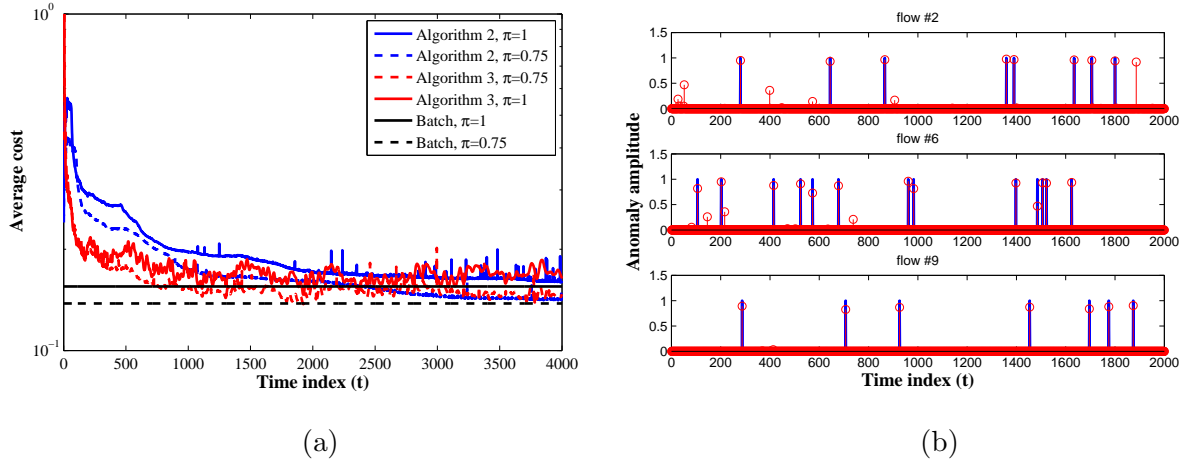 10^0
10^-1
Average cost
0 500 1000 1500 2000 2500 3000 3500 4000
Time index (t)
Algorithm 2, π=1
Algorithm 2, π=0.75
Algorithm 3, π=0.75
Algorithm 3, π=1
Batch, π=1
Batch, π=0.75
(a)
Anomaly amplitude
flow #2
1.5
1
0.5
0
0 200 400 600 800 1000 1200 1400 1600 1800 2000
flow #6
1.5
1
0.5
0
0 200 400 600 800 1000 1200 1400 1600 1800 2000
flow #9
1.5
1
0.5
0
0 200 400 600 800 1000 1200 1400 1600 1800 2000
Time index (t)
(b)